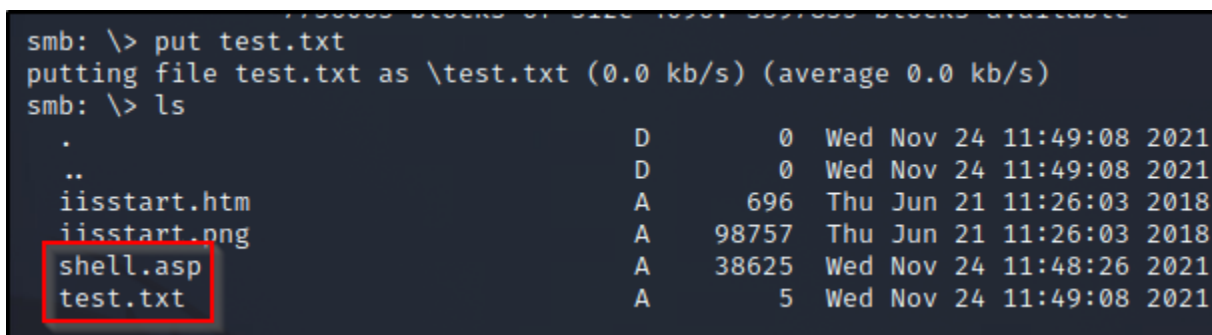 smb: \> put test.txt
putting file test.txt as \test.txt (0.0 kb/s) (average 0.0 kb/s)
smb: \> ls
. D 0 Wed Nov 24 11:49:08 2021
.. D 0 Wed Nov 24 11:49:08 2021
iisstart.htm A 696 Thu Jun 21 11:26:03 2018
iisstart.png A 98757 Thu Jun 21 11:26:03 2018
shell.asp A 38625 Wed Nov 24 11:48:26 2021
test.txt A 5 Wed Nov 24 11:49:08 2021